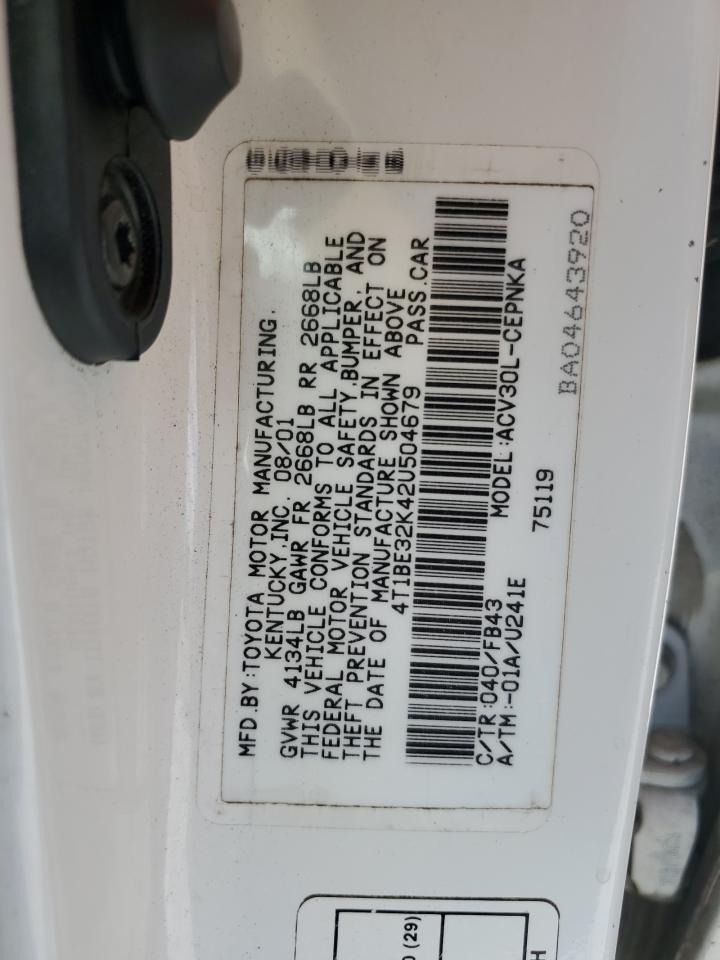 MFD.BY:TOYOTA MOTOR MANUFACTURING,
KENTUCKY,INC. 08/01
GVWR 4134LB GAWR FR 2668LB RR 2668LB
THIS VEHICLE CONFORMS TO ALL APPLICABLE
FEDERAL MOTOR VEHICLE SAFETY,BUMPER, AND
THEFT PREVENTION STANDARDS IN EFFECT ON
THE DATE OF MANUFACTURE SHOWN ABOVE
4T1BE32K42U504679 PASS.CAR
C/TR:040/FB43 MODEL:ACV30L-CEPNKA
A/TM:-01A/U241E 75119
BA04643920
(29)